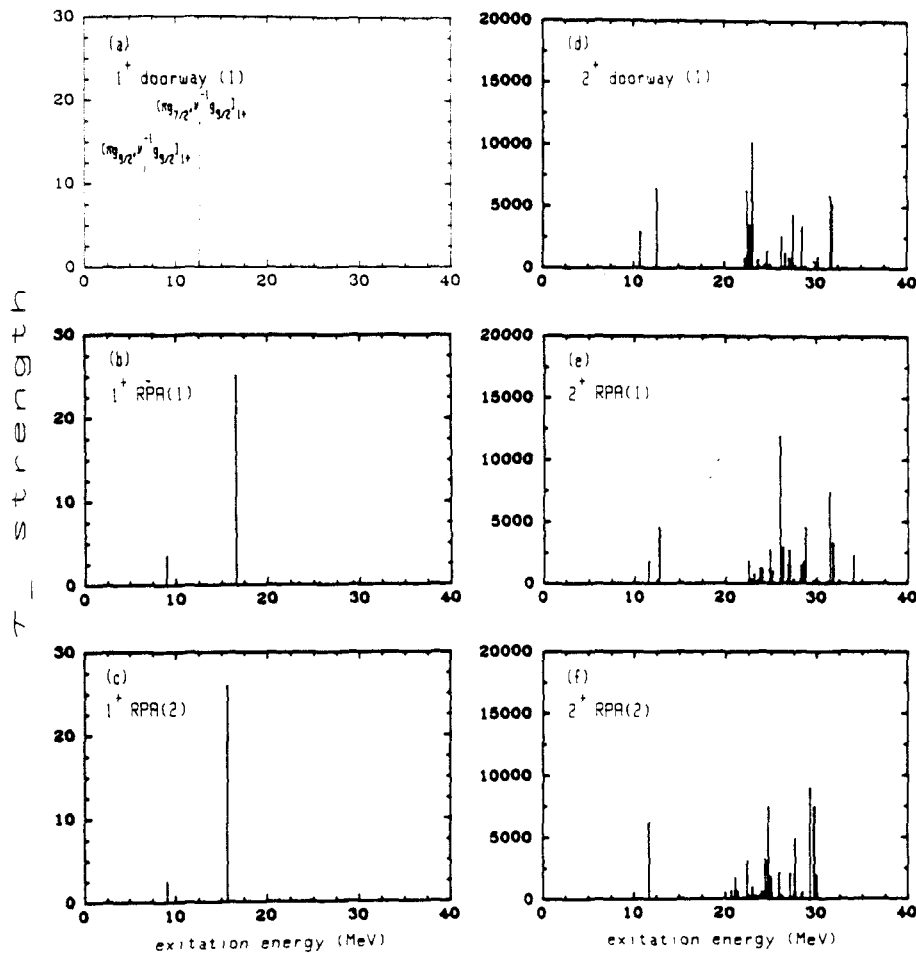 T_ strength
30
20
10
0
0 10 20 30 40
(a)
1+ doorway (I)
[πg7/2,ν-1g9/2]1+
[πg9/2,ν-1g9/2]1+
30
20
10
0
0 10 20 30 40
(b)
1+ RPA(1)
30
20
10
0
0 10 20 30 40
(c)
1+ RPA(2)
exitation energy (MeV)
20000
15000
10000
5000
0
0 10 20 30 40
(d)
2+ doorway (I)
20000
15000
10000
5000
0
0 10 20 30 40
(e)
2+ RPA(1)
20000
15000
10000
5000
0
0 10 20 30 40
(f)
2+ RPA(2)
exitation energy (MeV)